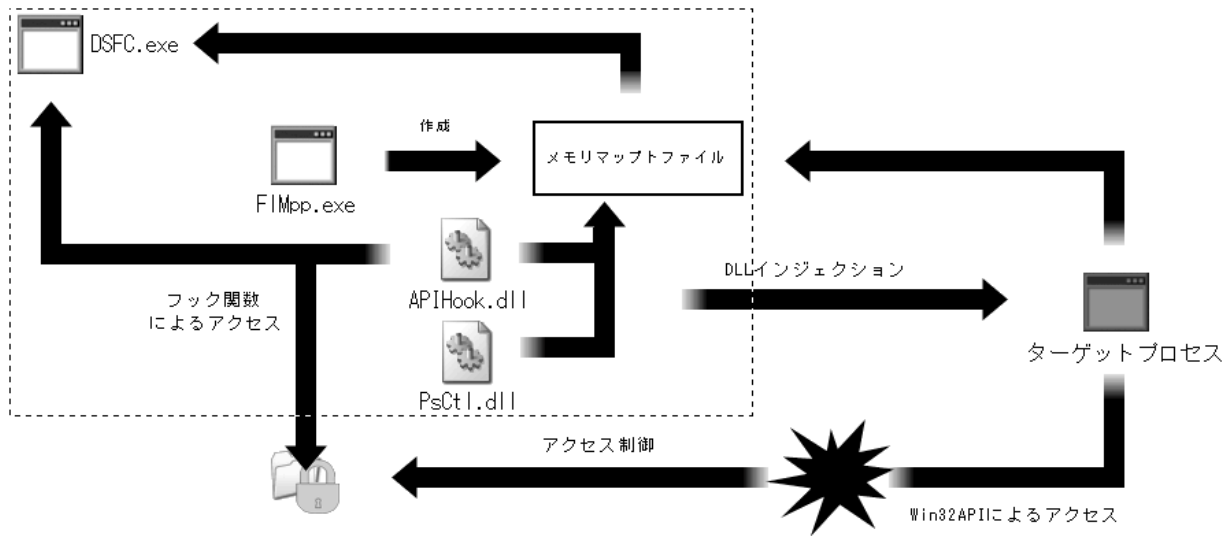 DSFC.exe
作成
メモリマップトファイル
FIMpp.exe
DLLインジェクション
フック関数
によるアクセス
APIHook.dll
ターゲットプロセス
PsCtl.dll
アクセス制御
Win32APIによるアクセス